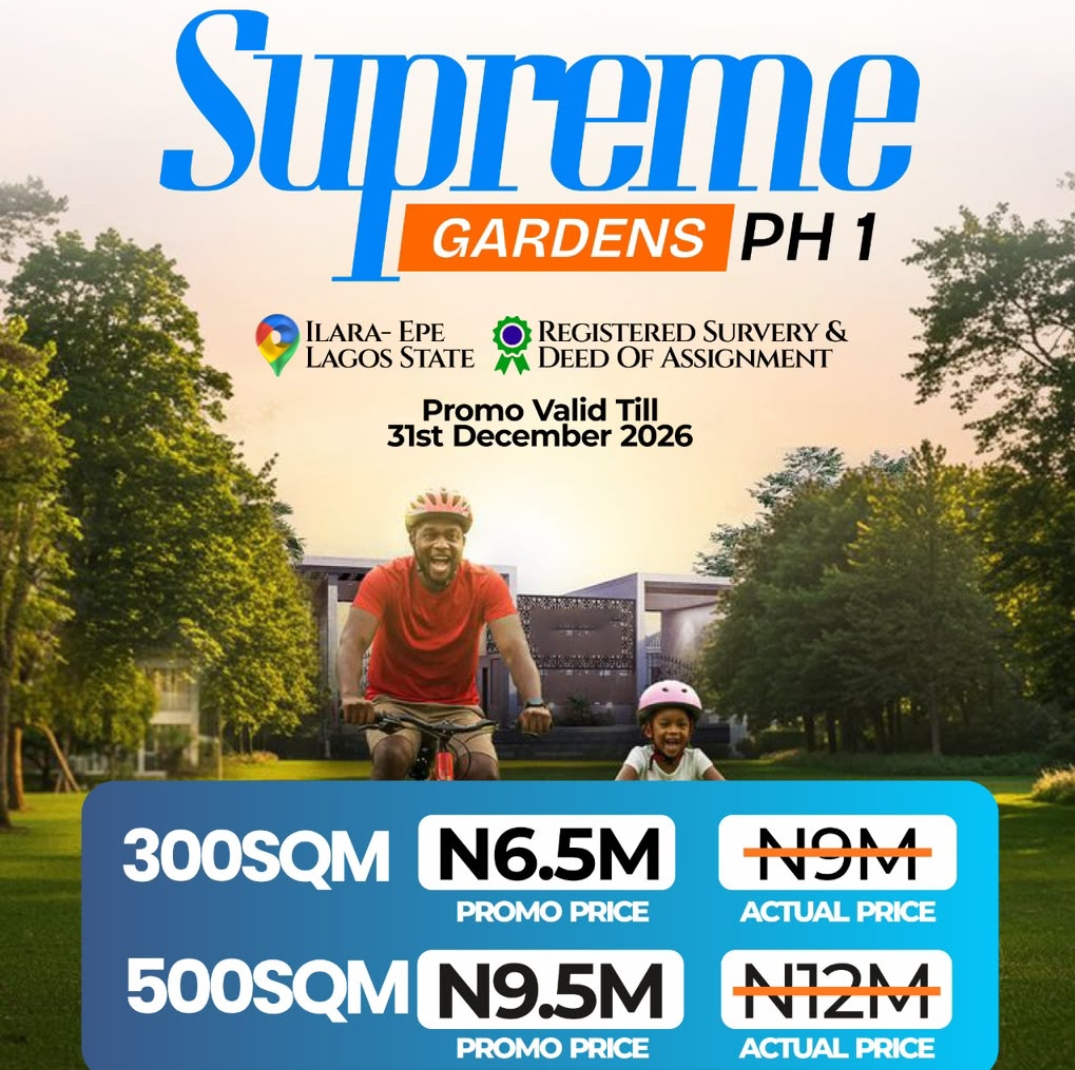 Supreme
GARDENS PH 1
ILARA- EPE
LAGOS STATE
REGISTERED SURVERY &
DEED OF ASSIGNMENT
Promo Valid Till
31st December 2026
300SQM N6.5M N9M
PROMO PRICE ACTUAL PRICE
500SQM N9.5M N12M
PROMO PRICE ACTUAL PRICE